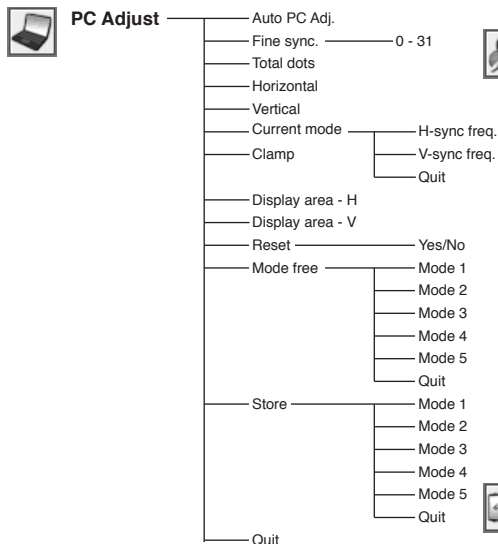 PC Adjust
Auto PC Adj.
Fine sync. 0 - 31
Total dots
Horizontal
Vertical
Current mode H-sync freq.
Clamp V-sync freq.
Quit
Display area - H
Display area - V
Reset Yes/No
Mode free Mode 1
Mode 2
Mode 3
Mode 4
Mode 5
Quit
Store Mode 1
Mode 2
Mode 3
Mode 4
Mode 5
Quit
Quit